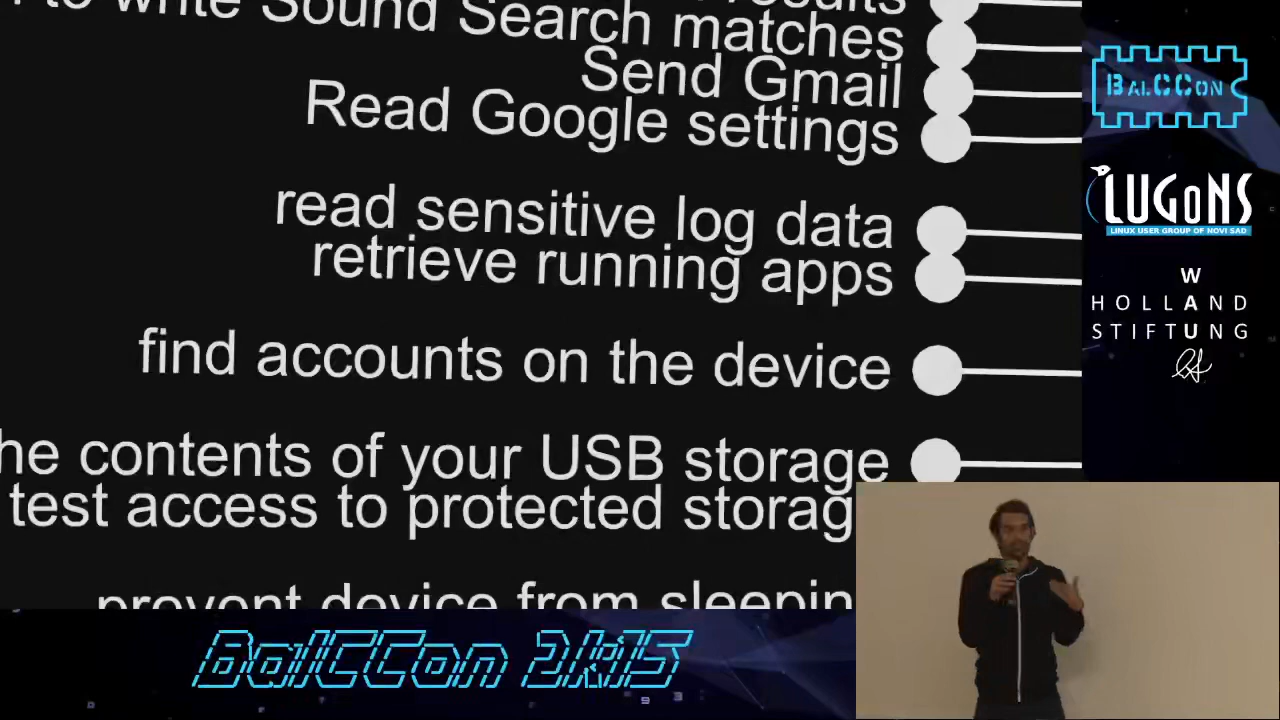 results
to write Sound Search matches
Send Gmail
Read Google settings
read sensitive log data
retrieve running apps
find accounts on the device
he contents of your USB storage
test access to protected storag
prevent device from sleeping
BalCCon 2k15
BALCCON
LUGoNS
LINUX USER GROUP OF NOVI SAD
W
HOLLAND
STIFTUNG